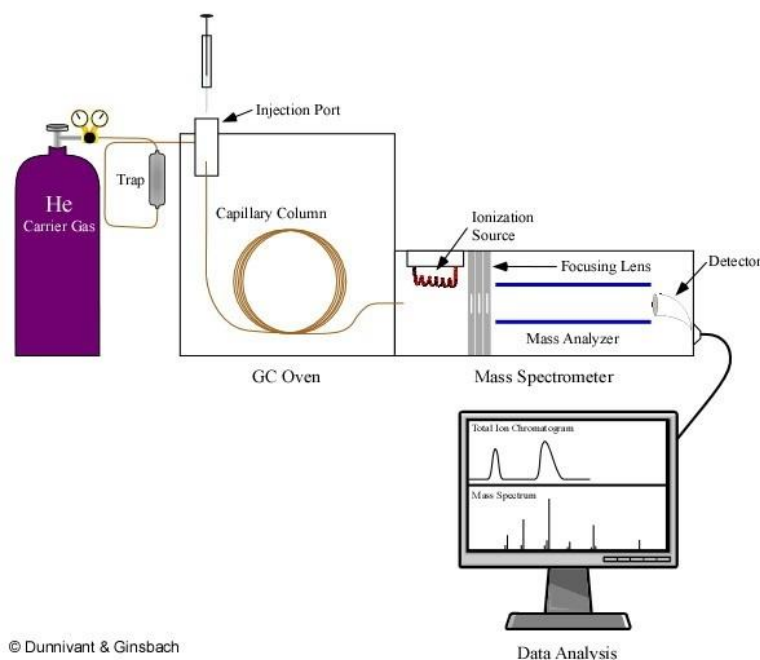 Injection Port
Trap
He
Carrier Gas
Capillary Column
Ionization
Source
Focusing Lens
Detector
Mass Analyzer
GC Oven
Mass Spectrometer
Total Ion Chromatogram
Mass Spectrum
© Dunnivant & Ginsbach
Data Analysis